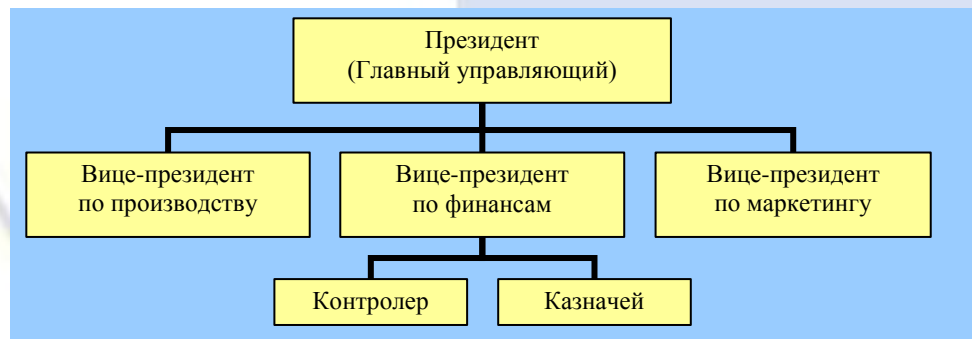 Президент
(Главный управляющий)
Вице-президент
по производству
Вице-президент
по финансам
Вице-президент
по маркетингу
Контролер
Казначей